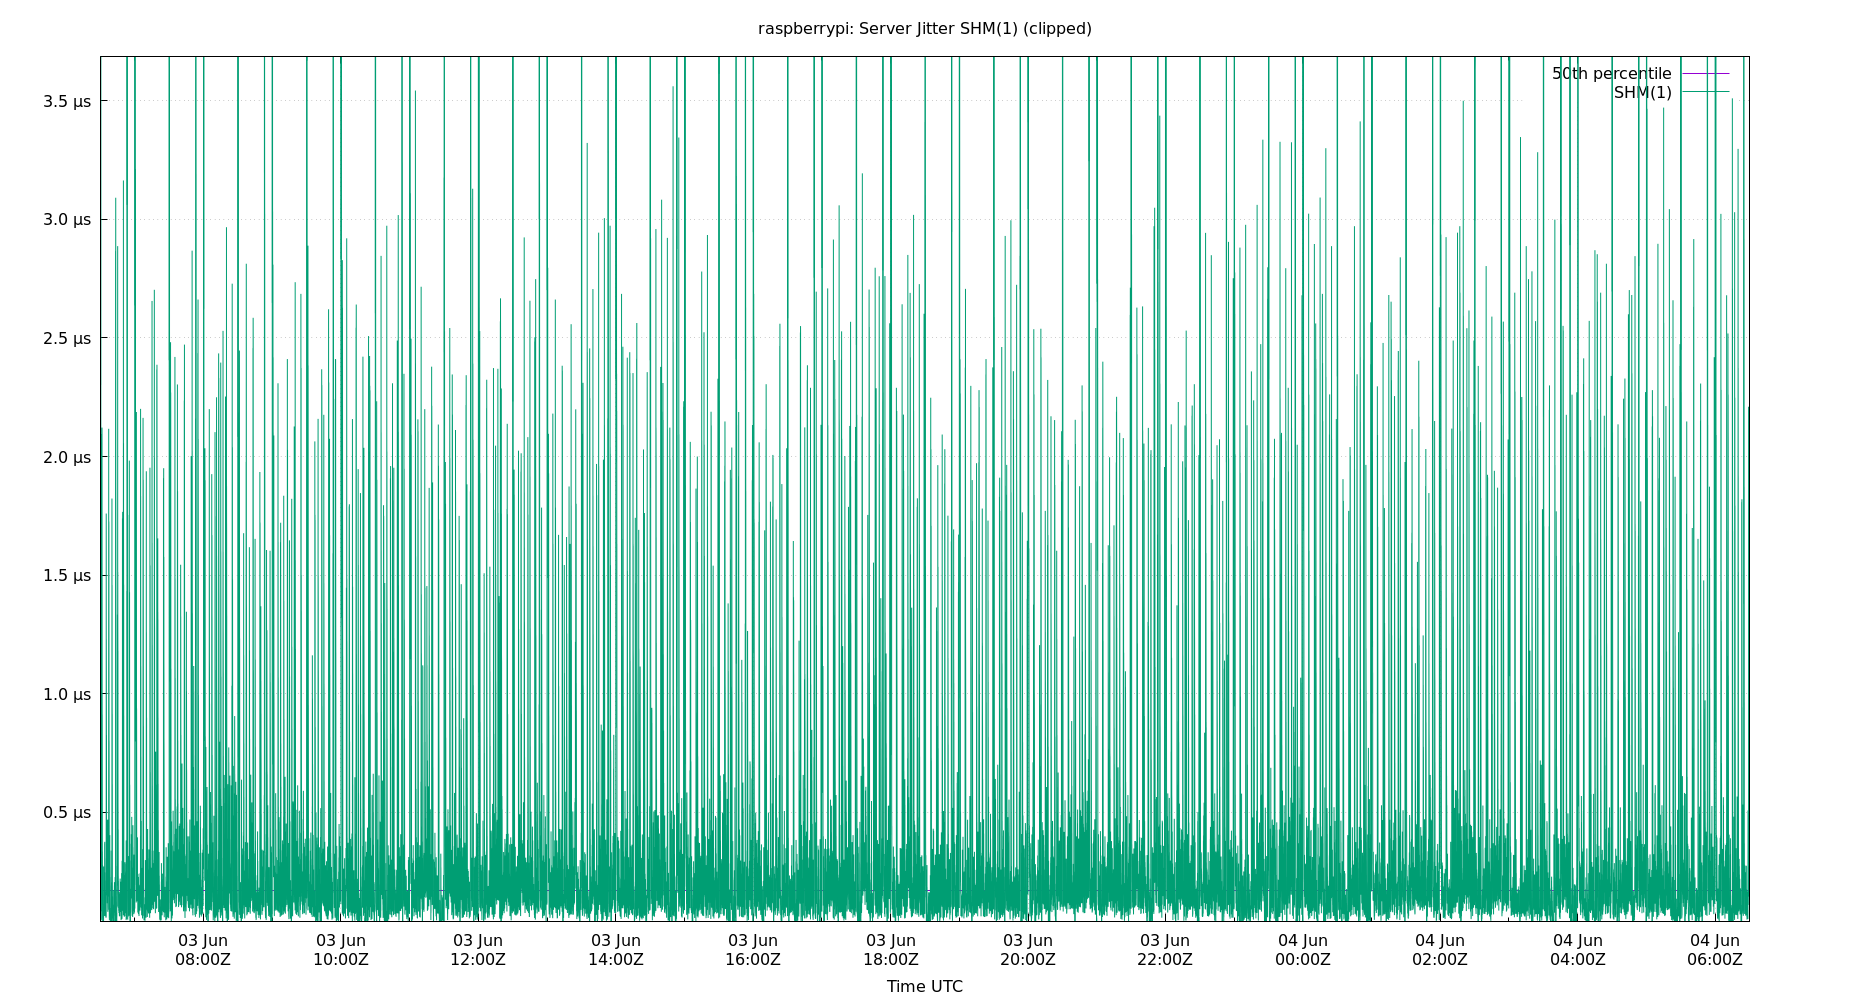 raspberrypi: Server Jitter SHM(1) (clipped)
50th percentile
SHM(1)
3.5 µs
3.0 µs
2.5 µs
2.0 µs
1.5 µs
1.0 µs
0.5 µs
03 Jun 03 Jun 03 Jun 03 Jun 03 Jun 03 Jun 03 Jun 03 Jun 04 Jun 04 Jun 04 Jun 04 Jun
08:00Z 10:00Z 12:00Z 14:00Z 16:00Z 18:00Z 20:00Z 22:00Z 00:00Z 02:00Z 04:00Z 06:00Z
Time UTC